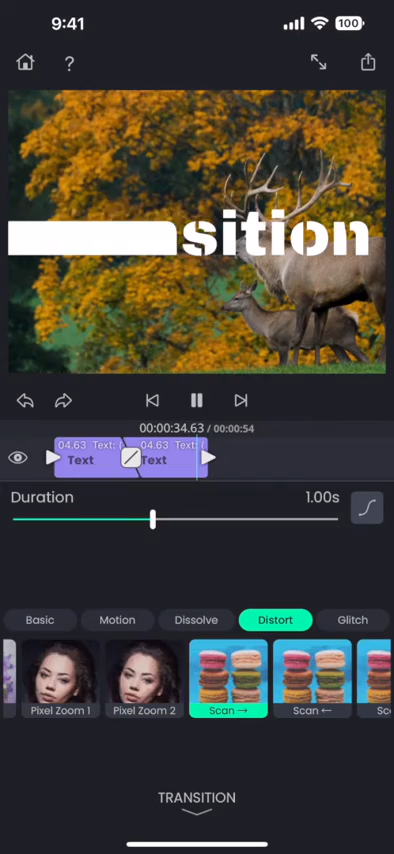 9:41
100
?
sition
00:00:34.63 / 00:00:54
04.63 Text: (
04.63 Text: (
Text
Text
Duration
1.00s
Basic
Motion
Dissolve
Distort
Glitch
Pixel Zoom 1
Pixel Zoom 2
Scan →
Scan ←
Sc
TRANSITION